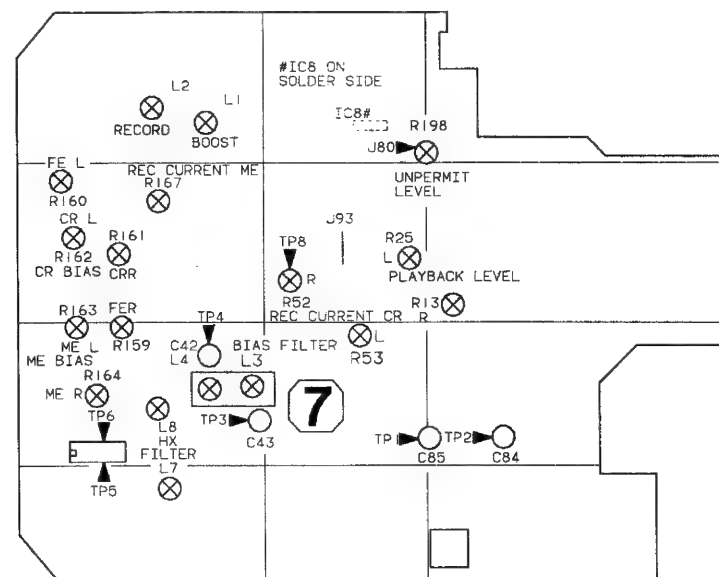 L2
L1
RECORD
BOOST
#IC8 ON
SOLDER SIDE
IC8#
R198
J80
UNPERMIT
LEVEL
FE L
R160
REC CURRENT ME
R167
CR L
R162
CR BIAS
R161
CRR
J93
TP8
R
R52
R25
L
PLAYBACK LEVEL
R13
R
REC CURRENT CR
L
R53
R163
ME L
ME BIAS
FER
R159
TP4
C42
L4
BIAS FILTER
L3
R164
ME R
TP6
TP5
L8
HX
FILTER
L7
TP3
C43
7
TP1
C85
TP2
C84